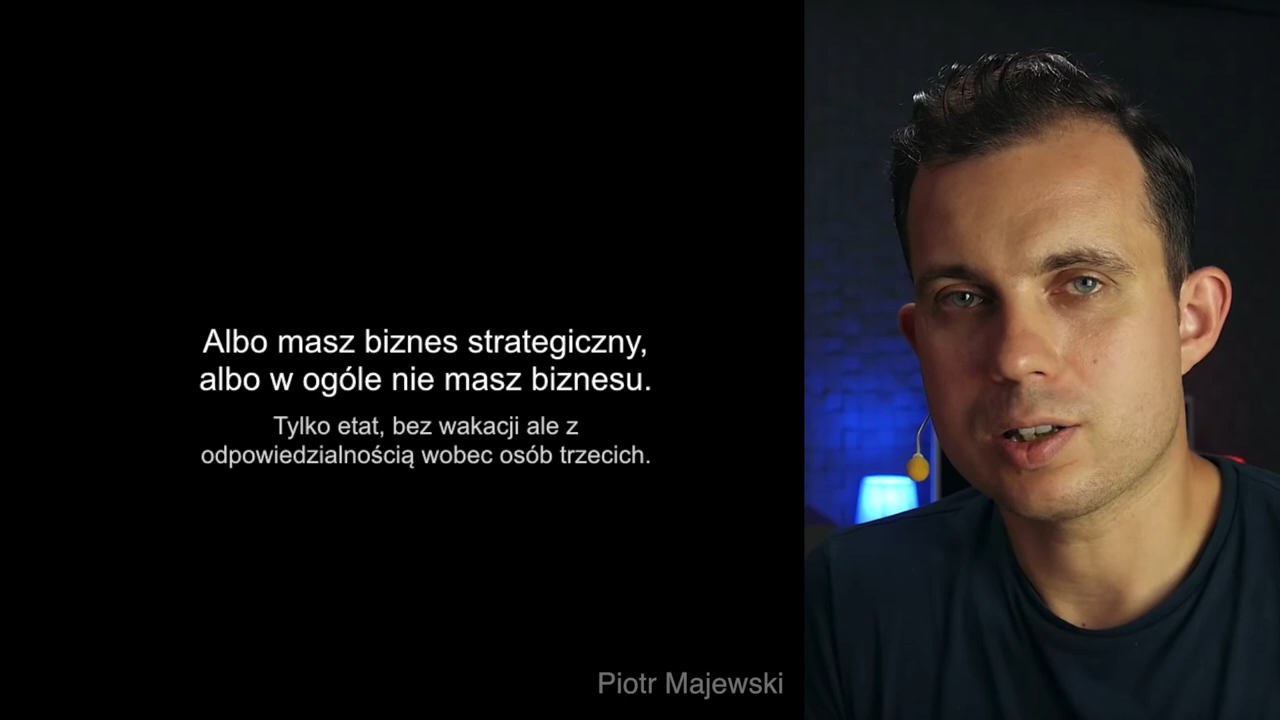 Albo masz biznes strategiczny,
albo w ogóle nie masz biznesu.
Tylko etat, bez wakacji ale z
odpowiedzialnością wobec osób trzecich.
Piotr Majewski